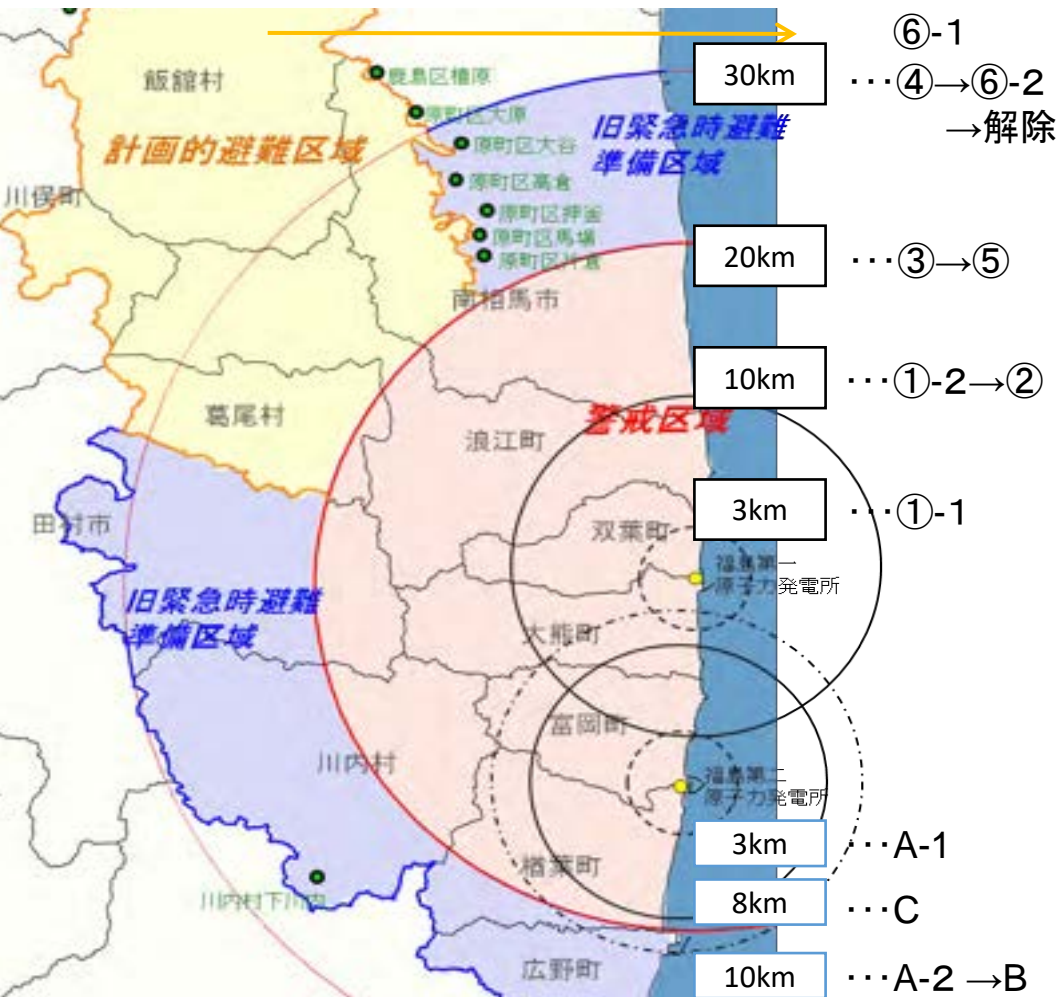 ⑥-1
30km
･･･④→⑥-2
→解除
飯舘村
鹿島区橲原
原町区大原
旧緊急時避難
準備区域
計画的避難区域
原町区大谷
川俣町
原町区高倉
原町区押釜
原町区馬場
原町区片倉
20km
･･･③→⑤
南相馬市
10km
･･･①-2→②
葛尾村
警戒区域
浪江町
3km
･･･①-1
田村市
双葉町
福島第一
原子力発電所
旧緊急時避難
準備区域
大熊町
富岡町
川内村
福島第二
原子力発電所
3km
･･･A-1
楢葉町
川内村下川内
8km
･･･C
広野町
10km
･･･A-2 →B